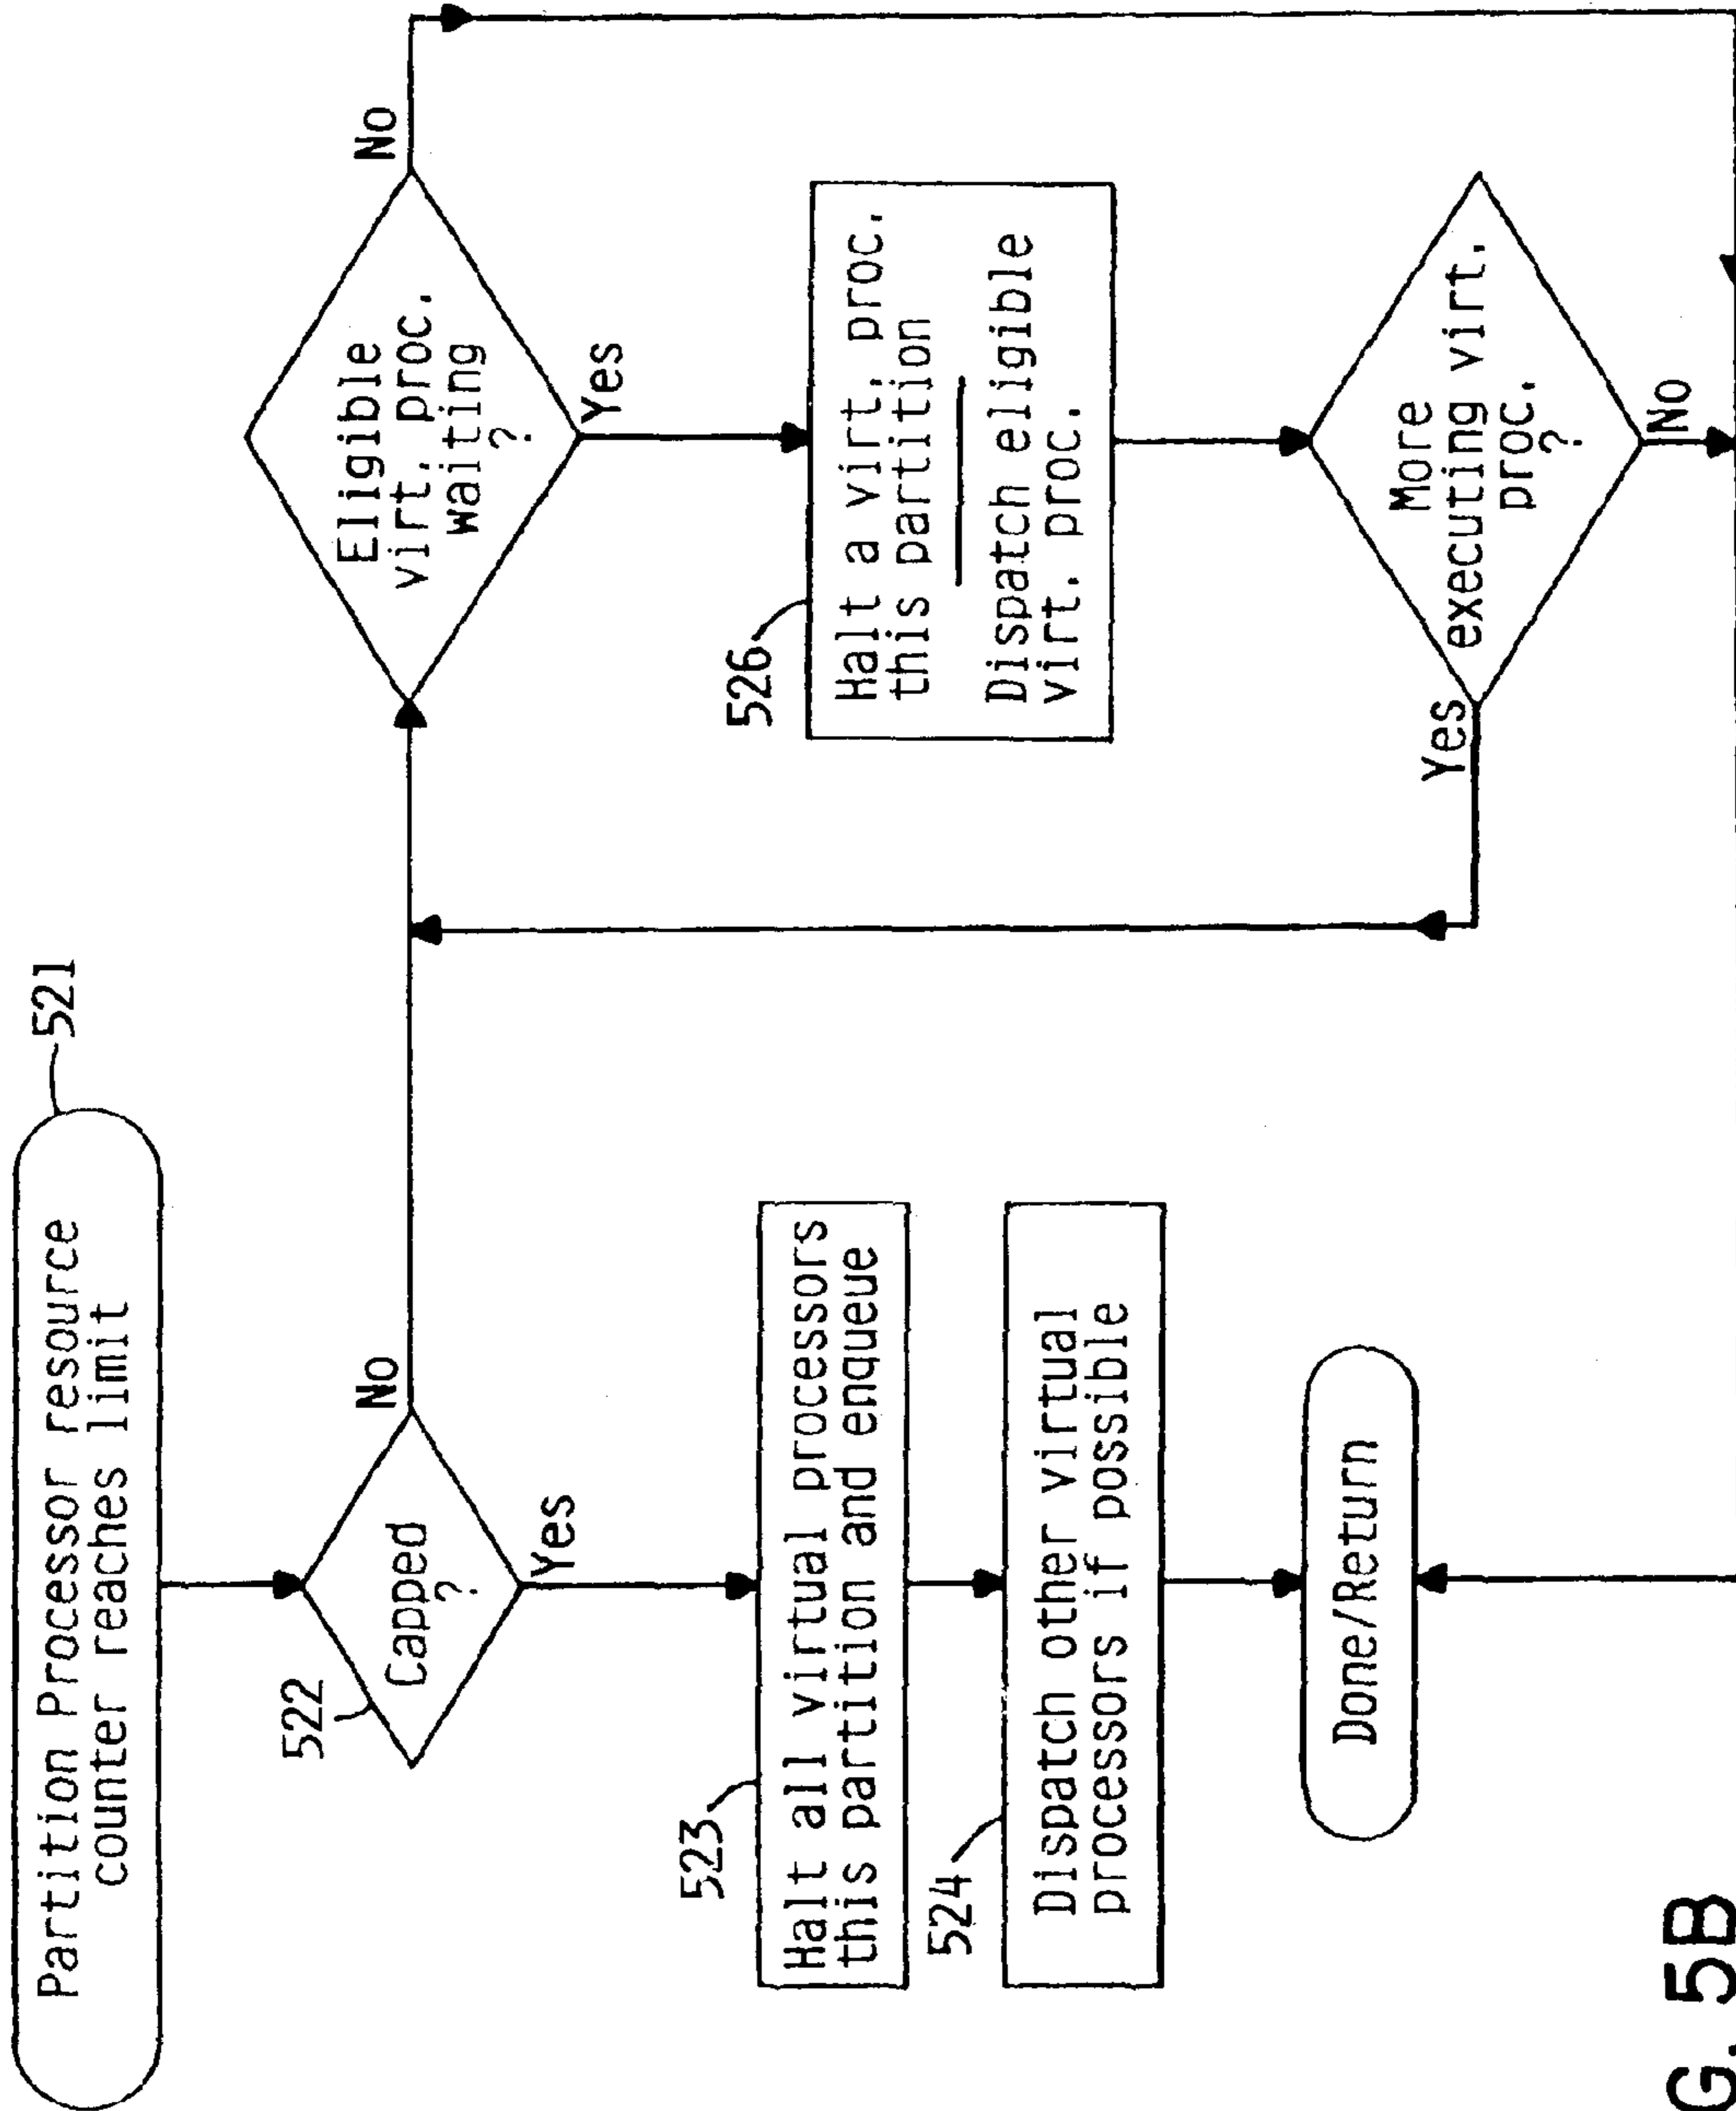 Partition Processor resource
counter reaches limit
521
522
Capped
?
No
Yes
523
Halt all virtual processors
this partition and enqueue
524
Dispatch other virtual
processors if possible
Done/Return
Eligible
virt. proc.
waiting
?
No
Yes
526
Halt a virt. proc.
this partition
Dispatch eligible
virt. proc.
More
executing virt.
proc.
?
Yes
No
G. 5B